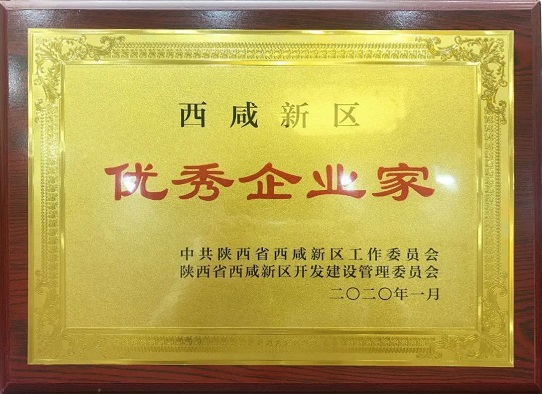 西咸新区
优秀企业家
中共陕西省西咸新区工作委员会
陕西省西咸新区开发建设管理委员会
二〇二〇年一月